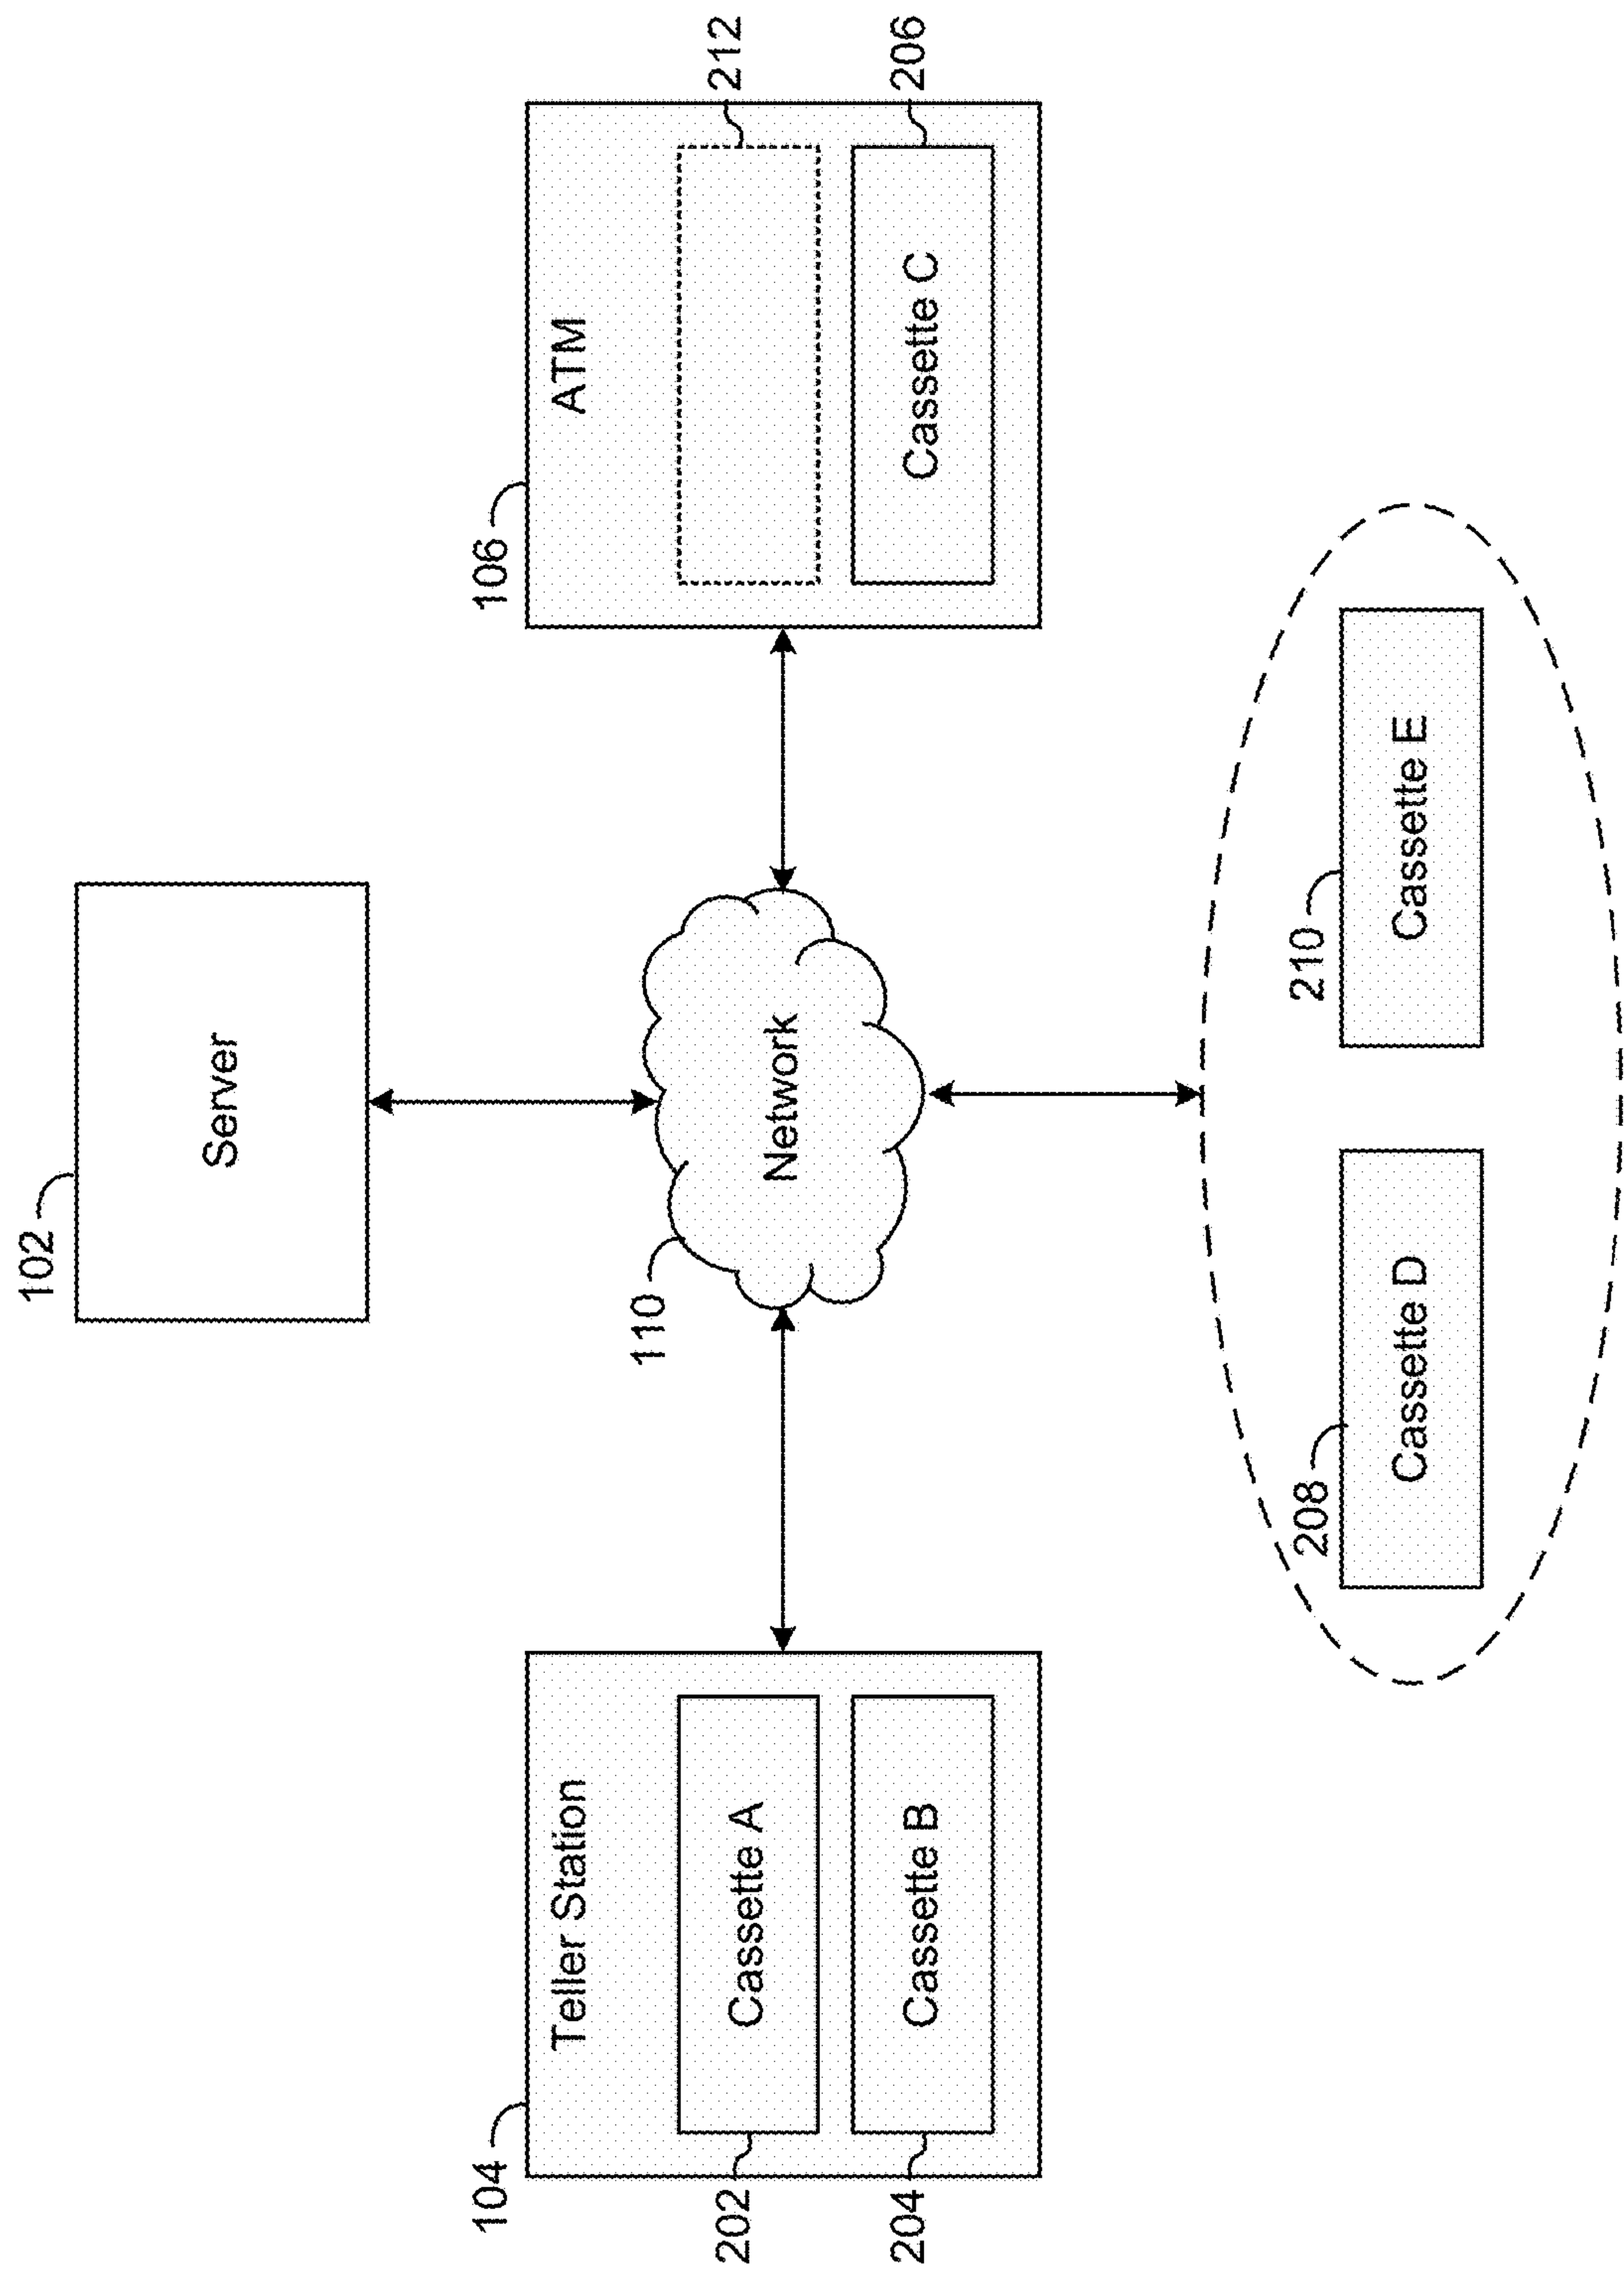 102
Server
104
Teller Station
202
Cassette A
204
Cassette B
110
Network
106
ATM
212
Cassette C
206
208
Cassette D
210
Cassette E